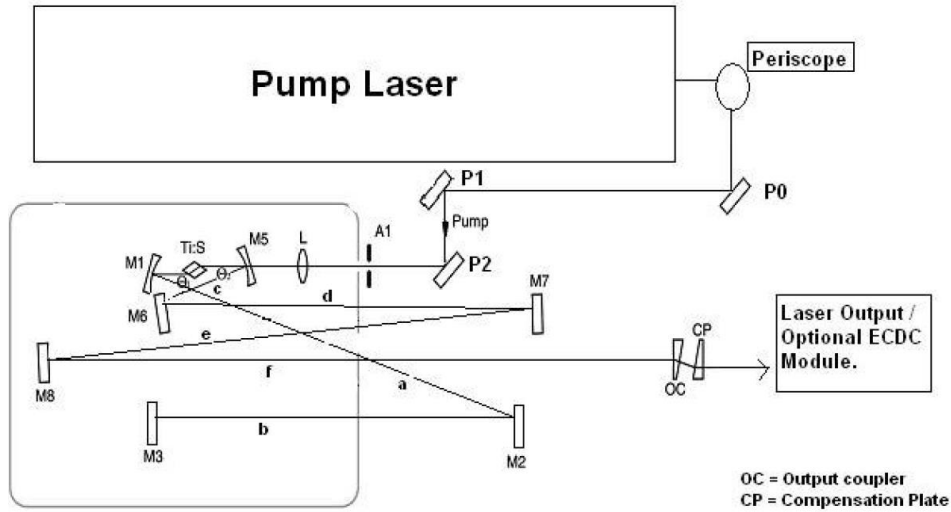 Pump Laser
Periscope
P1
P0
Pump
P2
A1
L
M5
Ti:S
M1
Θ₁
Θ₂
c
M6
d
M7
e
Laser Output /
Optional ECDC
Module.
CP
OC
f
a
M8
b
M3
M2
OC = Output coupler
CP = Compensation Plate